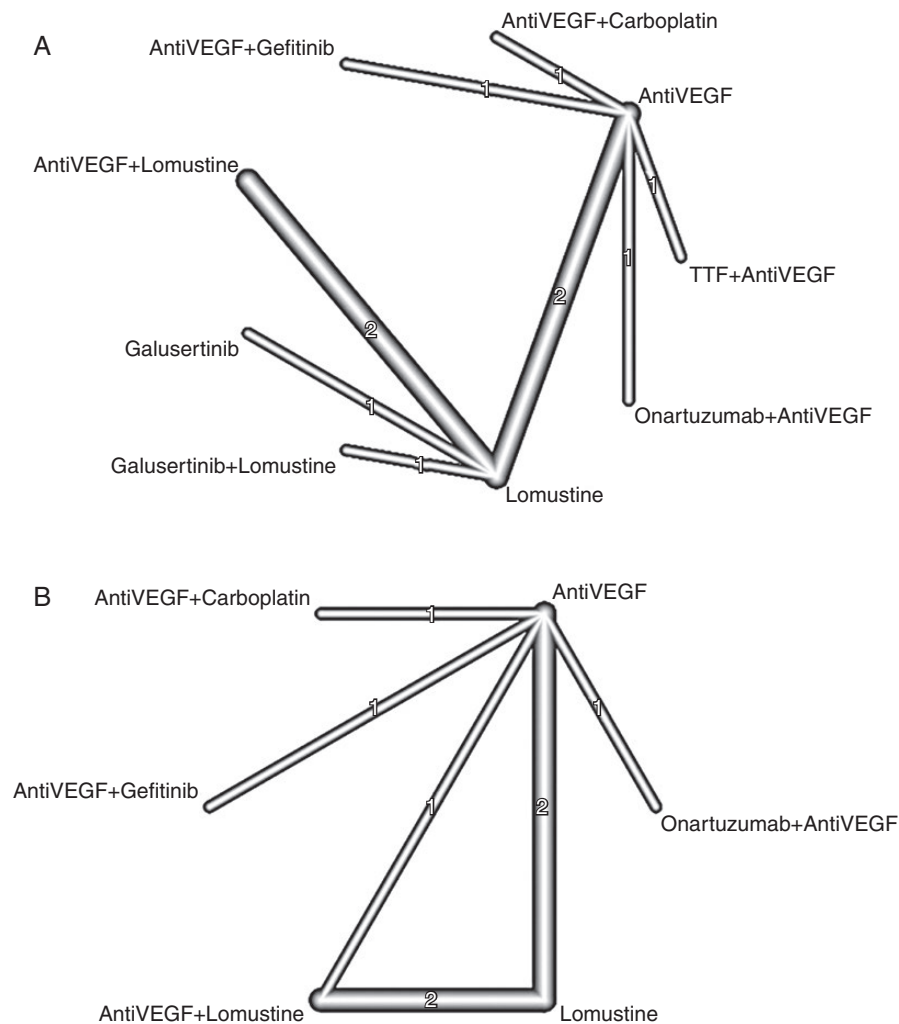 A
AntiVEGF+Carboplatin
AntiVEGF+Gefitinib
1
1
AntiVEGF
AntiVEGF+Lomustine
1
1
TTF+AntiVEGF
2
2
Galusertinib
1
Onartuzumab+AntiVEGF
Galusertinib+Lomustine
1
Lomustine
B
AntiVEGF+Carboplatin
AntiVEGF
1
1
1
AntiVEGF+Gefitinib
1
2
Onartuzumab+AntiVEGF
AntiVEGF+Lomustine
2
Lomustine